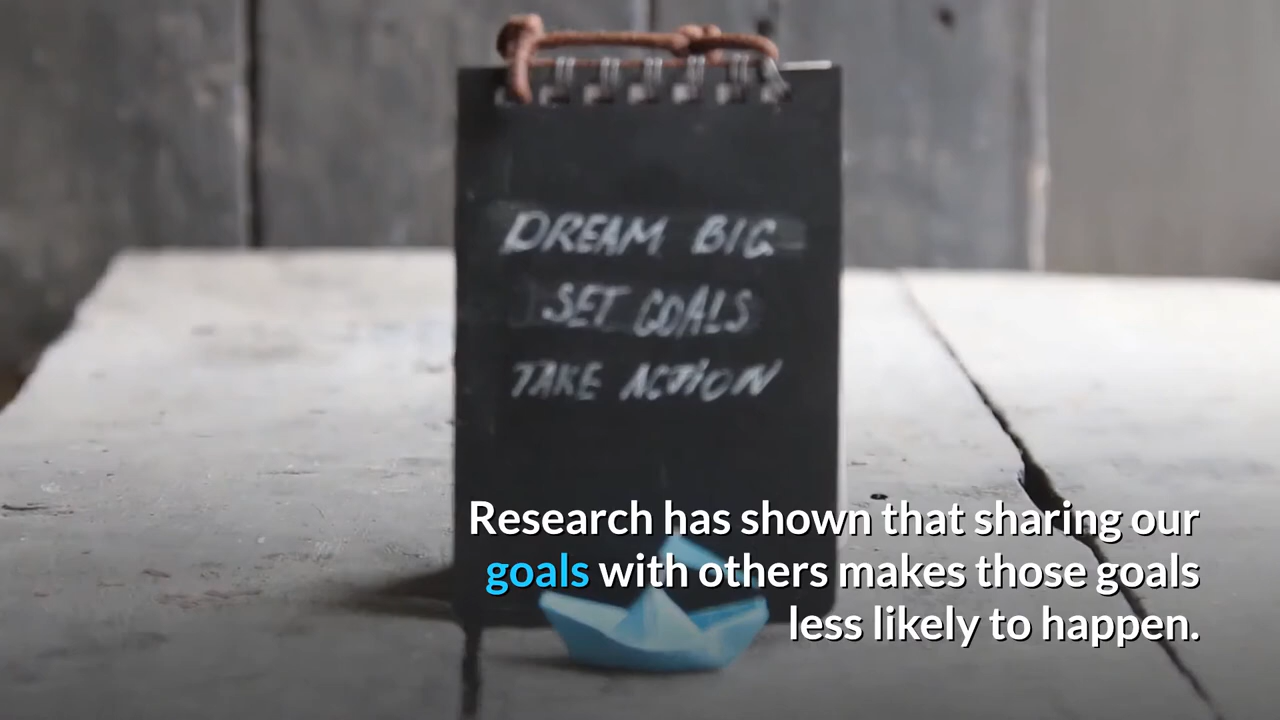 DREAM BIG
SET GOALS
TAKE ACTION
Research has shown that sharing our
goals with others makes those goals
less likely to happen.